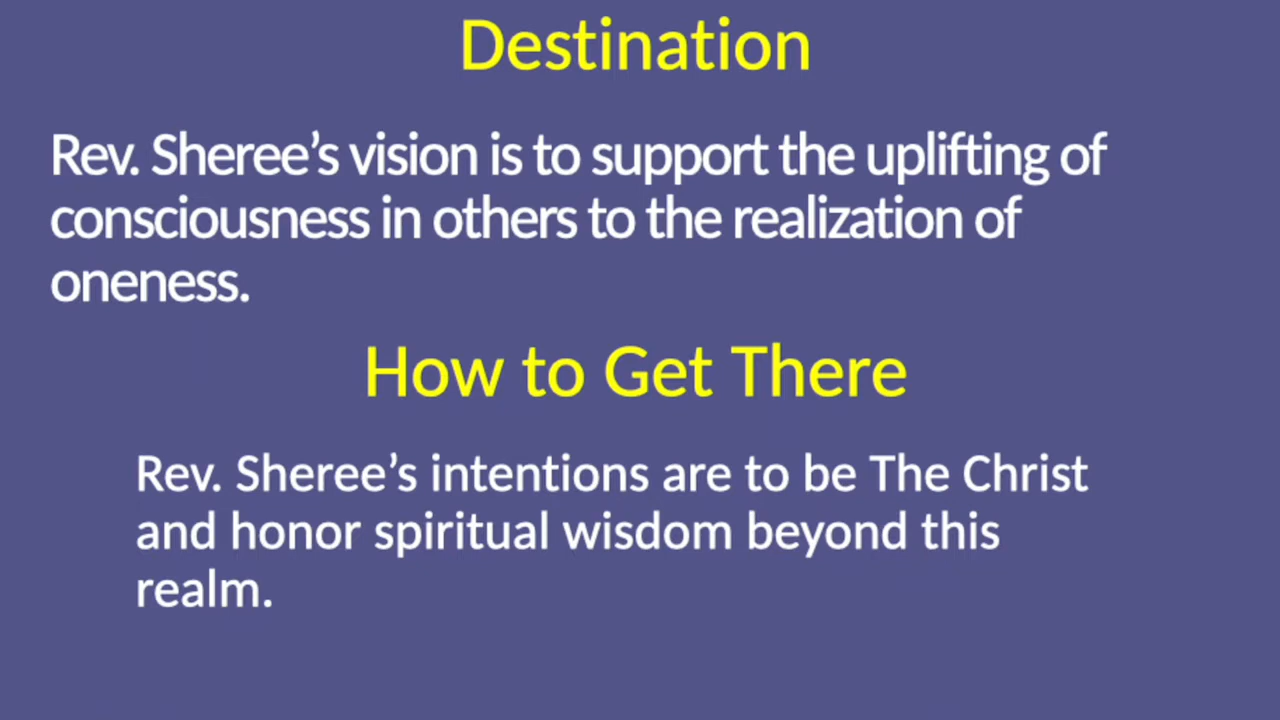 Destination
Rev. Sheree’s vision is to support the uplifting of
consciousness in others to the realization of
oneness.
How to Get There
Rev. Sheree’s intentions are to be The Christ
and honor spiritual wisdom beyond this
realm.